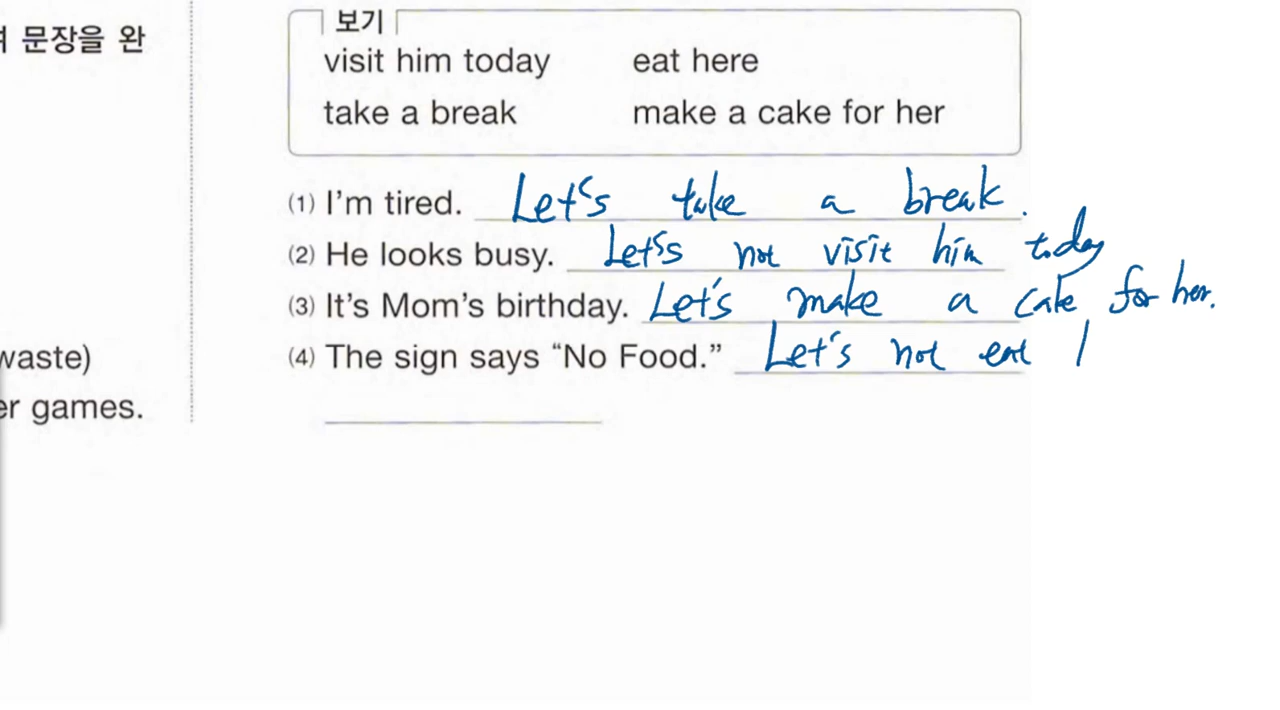 문장을 완
보기
visit him today eat here
take a break make a cake for her
(1) I'm tired. Let's take a break.
(2) He looks busy. Let's not visit him today
(3) It's Mom's birthday. Let's make a cake for her.
(4) The sign says “No Food.” Let's not eat
waste)
er games.